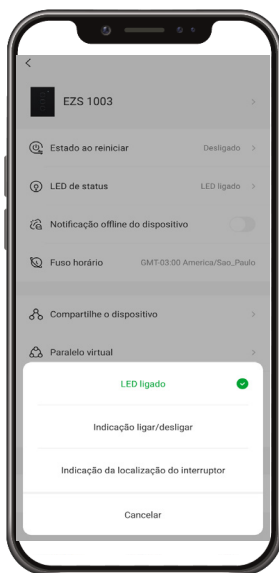 EZS 1003
Estado ao reiniciar Desligado
LED de status LED ligado
Notificação offline do dispositivo
Fuso horário GMT-03:00 America/Sao_Paulo
Compartilhe o dispositivo
Paralelo virtual
LED ligado
Indicação ligar/desligar
Indicação da localização do interruptor
Cancelar